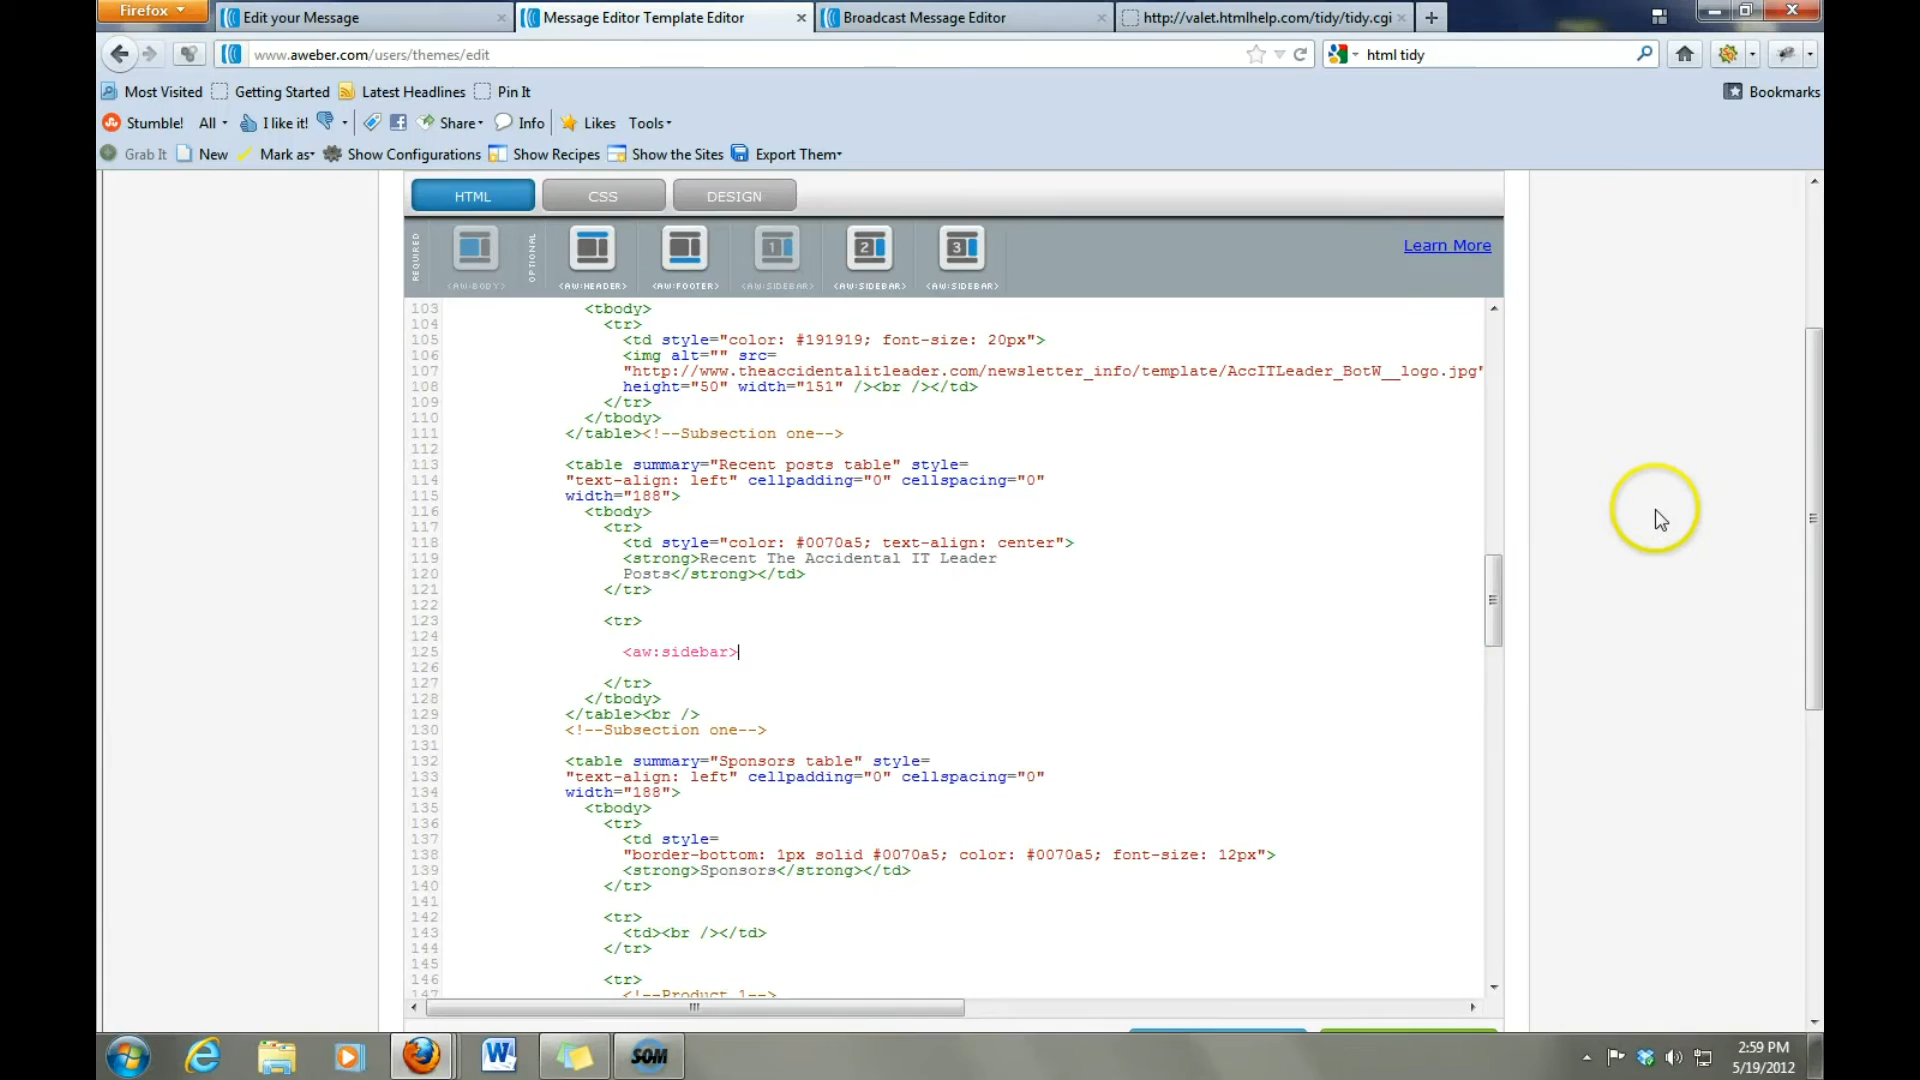 Firefox
Edit your Message
Message Editor Template Editor
Broadcast Message Editor
http://valet.htmlhelp.com/tidy/tidy.cgi
www.aweber.com/users/themes/edit
html tidy
Most Visited Getting Started Latest Headlines Pin It
Bookmarks
Stumble! All I like it! Share Info Likes Tools
Grab It New Mark as Show Configurations Show Recipes Show the Sites Export Them
HTML CSS DESIGN
REQUIRED
OPTIONAL
1 2 3
Learn More
<AW:BODY> <AW:HEADER> <AW:FOOTER> <AW:SIDEBAR> <AW:SIDEBAR> <AW:SIDEBAR>
103 <tbody>
104 <tr>
105 <td style="color: #191919; font-size: 20px">
106 <img alt="" src=
107 "http://www.theaccidentalitleader.com/newsletter_info/template/AccITLeader_BotW__logo.jpg"
108 height="50" width="151" /><br /></td>
109 </tr>
110 </tbody>
111 </table><!--Subsection one-->
112
113 <table summary="Recent posts table" style=
114 "text-align: left" cellpadding="0" cellspacing="0"
115 width="188">
116 <tbody>
117 <tr>
118 <td style="color: #0070a5; text-align: center">
119 <strong>Recent The Accidental IT Leader
120 Posts</strong></td>
121 </tr>
122
123 <tr>
124
125 <aw:sidebar>
126
127 </tr>
128 </tbody>
129 </table><br />
130 <!--Subsection one-->
131
132 <table summary="Sponsors table" style=
133 "text-align: left" cellpadding="0" cellspacing="0"
134 width="188">
135 <tbody>
136 <tr>
137 <td style=
138 "border-bottom: 1px solid #0070a5; color: #0070a5; font-size: 12px">
139 <strong>Sponsors</strong></td>
140 </tr>
141
142 <tr>
143 <td><br /></td>
144 </tr>
145
146 <tr>
147 <!--Product 1-->
SOM
2:59 PM
5/19/2012